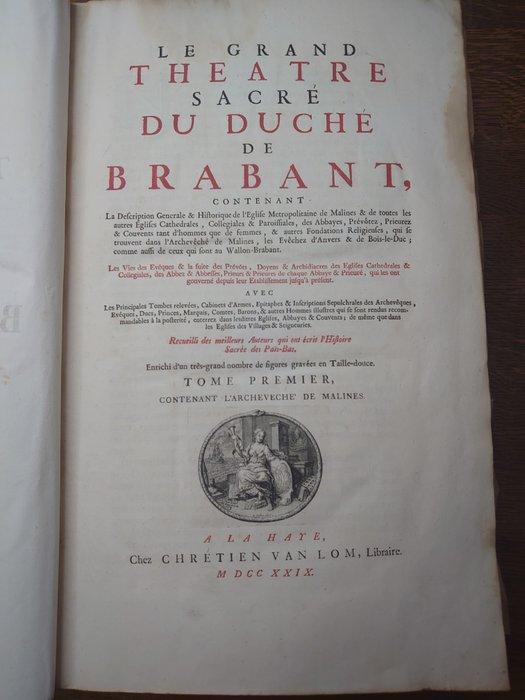 LE GRAND
THEATRE
SACRÉ
DU DUCHÉ
DE
BRABANT,
CONTENANT
La Description Generale & Historique de l'Eglise Metropolitaine de Malines & de toutes les
autres Eglises Cathedrales, Collegiales & Paroissiales, des Abbayes, Prévôtez, Prieurez
& Couvents tant d'hommes que de femmes, & autres Fondations Religieuses, qui se
trouvent dans l'Archevêché de Malines, les Evêchez d'Anvers & de Bois-le-Duc;
comme aussi de ceux qui sont au Wallon-Brabant.
Les Vies des Evêques & la suite des Prévôts, Doyens & Archidiacres des Eglises Cathedrales &
Collegiales, des Abbez & Abbesses, Prieurs & Prieures de chaque Abbaye & Prieuré, qui les ont
gouverné depuis leur Etablissement jusqu'à présent.
AVEC
Les Principales Tombes relevées, Cabinets d'Armes, Epitaphes & Inscriptions Sepulchrales des Archevêques,
Evêques, Ducs, Princes, Marquis, Comtes, Barons, & autres Hommes illustres qui se sont rendus recom-
mandables à la posterité, enterrez dans lesdites Eglises, Abbayes & Couvents; de même que dans
les Eglises des Villages & Seigneuries.
Recueilli des meilleurs Auteurs qui ont écrit l'Histoire
Sacrée des Païs-Bas.
Enrichi d'un très-grand nombre de figures gravées en Taille-douce.
TOME PREMIER,
CONTENANT L'ARCHEVECHE' DE MALINES.
A LA HAYE,
Chez CHRETIEN VAN LOM, Libraire.
M DCC XXIX.